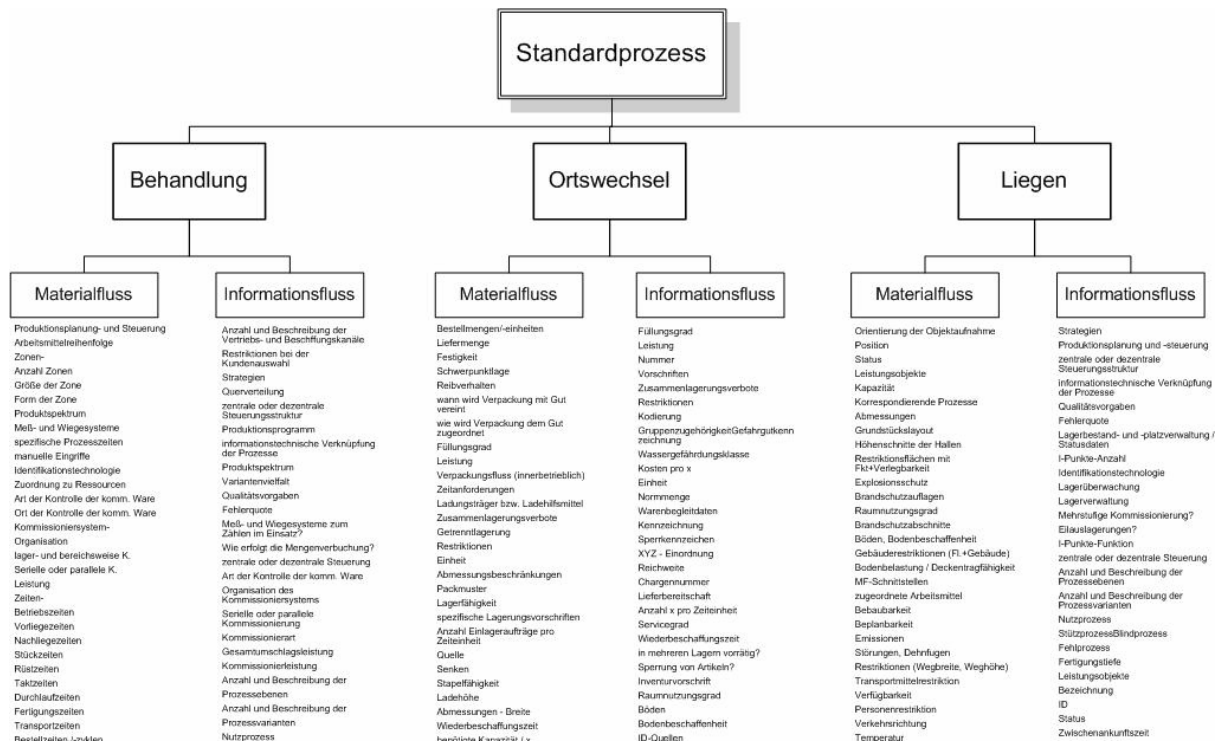 Standardprozess
Behandlung
Ortswechsel
Liegen
Materialfluss
Informationsfluss
Materialfluss
Informationsfluss
Materialfluss
Informationsfluss
Produktionsplanung- und Steuerung
Arbeitsmittelreihenfolge
Zonen-
Anzahl Zonen
Größe der Zone
Form der Zone
Produktspektrum
Meß- und Wiegesysteme
spezifische Prozesszeiten
manuelle Eingriffe
Identifikationstechnologie
Zuordnung zu Ressourcen
Art der Kontrolle der komm. Ware
Ort der Kontrolle der komm. Ware
Kommissioniersystem-
Organisation
lager- und bereichsweise K.
Serielle oder parallele K.
Leistung
Zeiten-
Betriebszeiten
Vorliegezeiten
Nachliegezeiten
Stückzeiten
Rüstzeiten
Taktzeiten
Durchlaufzeiten
Fertigungszeiten
Transportzeiten
Bestellzeiten /-zyklen
Anzahl und Beschreibung der
Vertriebs- und Beschffungskanäle
Restriktionen bei der
Kundenauswahl
Strategien
Querverteilung
zentrale oder dezentrale
Steuerungsstruktur
Produktionsprogramm
informationstechnische Verknüpfung
der Prozesse
Produktspektrum
Variantenvielfalt
Qualitätsvorgaben
Fehlerquote
Meß- und Wiegesysteme zum
Zählen im Einsatz?
Wie erfolgt die Mengenverbuchung?
zentrale oder dezentrale Steuerung
Art der Kontrolle der komm. Ware
Organisation des
Kommissioniersystems
Serielle oder parallele
Kommissionierung
Kommissionierart
Gesamtumschlagsleistung
Kommissionierleistung
Anzahl und Beschreibung der
Prozessebenen
Anzahl und Beschreibung der
Prozessvarianten
Nutzprozess
Bestellmengen/-einheiten
Liefermenge
Festigkeit
Schwerpunktlage
Reibverhalten
wann wird Verpackung mit Gut
vereint
wie wird Verpackung dem Gut
zugeordnet
Füllungsgrad
Leistung
Verpackungsfluss (innerbetrieblich)
Zeitanforderungen
Ladungsträger bzw. Ladehilfsmittel
Zusammenlagerungsverbote
Getrenntlagerung
Restriktionen
Einheit
Abmessungsbeschränkungen
Packmuster
Lagerfähigkeit
spezifische Lagerungsvorschriften
Anzahl Einlageraufträge pro
Zeiteinheit
Quelle
Senken
Stapelfähigkeit
Ladehöhe
Abmessungen - Breite
Wiederbeschaffungszeit
benötigte Kapazität / x
Füllungsgrad
Leistung
Nummer
Vorschriften
Zusammenlagerungsverbote
Restriktionen
Kodierung
GruppenzugehörigkeitGefahrgutkenn
zeichnung
Wassergefährdungsklasse
Kosten pro x
Einheit
Normmenge
Warenbegleitdaten
Kennzeichnung
Sperrkennzeichen
XYZ - Einordnung
Reichweite
Chargennummer
Lieferbereitschaft
Anzahl x pro Zeiteinheit
Servicegrad
Wiederbeschaffungszeit
in mehreren Lagern vorrätig?
Sperrung von Artikeln?
Inventurvorschrift
Raumnutzungsgrad
Böden
Bodenbeschaffenheit
ID-Quellen
Orientierung der Objektaufnahme
Position
Status
Leistungsobjekte
Kapazität
Korrespondierende Prozesse
Abmessungen
Grundstückslayout
Höhenschnitte der Hallen
Restriktionsflächen mit
Fkt+Verlegbarkeit
Explosionsschutz
Brandschutzauflagen
Raumnutzungsgrad
Brandschutzabschnitte
Böden, Bodenbeschaffenheit
Gebäuderestriktionen (Fl.+Gebäude)
Bodenbelastung / Deckentragfähigkeit
MF-Schnittstellen
zugeordnete Arbeitsmittel
Bebaubarkeit
Beplanbarkeit
Emissionen
Störungen, Dehnfugen
Restriktionen (Wegbreite, Weghöhe)
Transportmittelrestriktion
Verfügbarkeit
Personenrestriktion
Verkehrsrichtung
Temperatur
Strategien
Produktionsplanung und -steuerung
zentrale oder dezentrale
Steuerungsstruktur
informationstechnische Verknüpfung
der Prozesse
Qualitätsvorgaben
Fehlerquote
Lagerbestand- und -platzverwaltung /
Statusdaten
I-Punkte-Anzahl
Identifikationstechnologie
Lagerüberwachung
Lagerverwaltung
Mehrstufige Kommissionierung?
Eilauslagerungen?
I-Punkte-Funktion
zentrale oder dezentrale Steuerung
Anzahl und Beschreibung der
Prozessebenen
Anzahl und Beschreibung der
Prozessvarianten
Nutzprozess
StützprozessBlindprozess
Fehlprozess
Fertigungstiefe
Leistungsobjekte
Bezeichnung
ID
Status
Zwischenankunftszeit